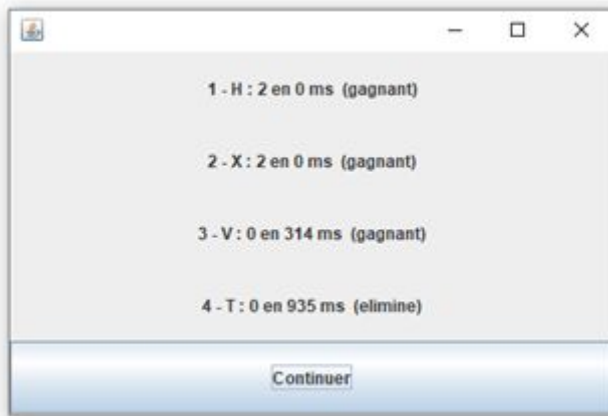 1 - H : 2 en 0 ms (gagnant)
2 - X : 2 en 0 ms (gagnant)
3 - V : 0 en 314 ms (gagnant)
4 - T : 0 en 935 ms (elimine)
Continuer